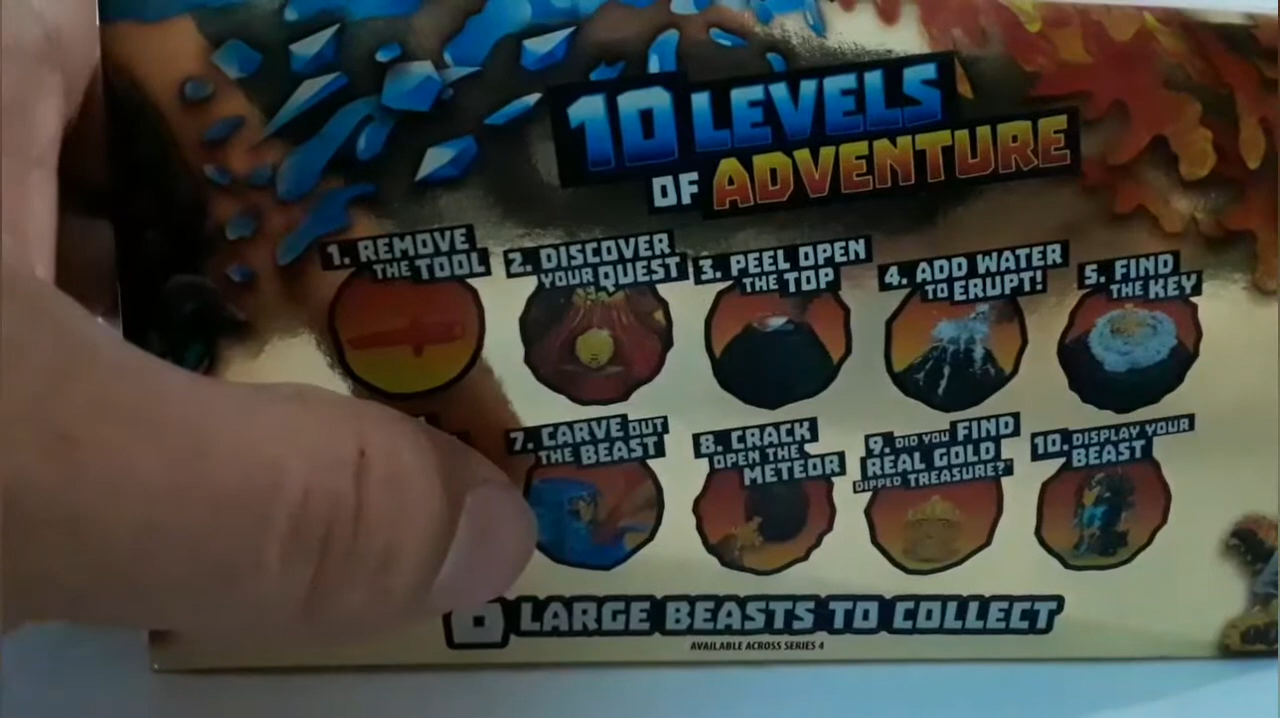 10 LEVELS
OF ADVENTURE
1. REMOVE
THE TOOL
2. DISCOVER
YOUR QUEST
3. PEEL OPEN
THE TOP
4. ADD WATER
TO ERUPT!
5. FIND
THE KEY
7. CARVE OUT
THE BEAST
8. CRACK
OPEN THE
METEOR
9. DID YOU FIND
REAL GOLD
DIPPED TREASURE?*
10. DISPLAY YOUR
BEAST
LARGE BEASTS TO COLLECT
AVAILABLE ACROSS SERIES 4